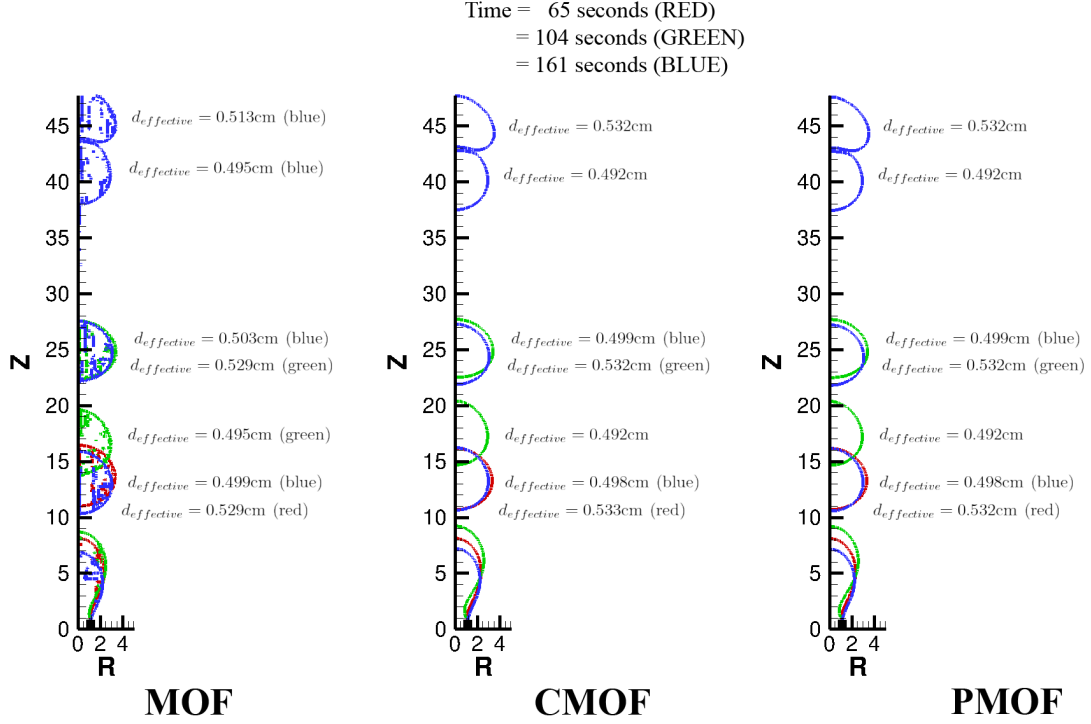 Time = 65 seconds (RED)
= 104 seconds (GREEN)
= 161 seconds (BLUE)
45
40
35
30
25
20
15
10
5
0
Z
0 2 4
R
d_effective = 0.513cm (blue)
d_effective = 0.495cm (blue)
d_effective = 0.503cm (blue)
d_effective = 0.529cm (green)
d_effective = 0.495cm (green)
d_effective = 0.499cm (blue)
d_effective = 0.529cm (red)
MOF
45
40
35
30
25
20
15
10
5
0
Z
0 2 4
R
d_effective = 0.532cm
d_effective = 0.492cm
d_effective = 0.499cm (blue)
d_effective = 0.532cm (green)
d_effective = 0.492cm
d_effective = 0.498cm (blue)
d_effective = 0.533cm (red)
CMOF
45
40
35
30
25
20
15
10
5
0
Z
0 2 4
R
d_effective = 0.532cm
d_effective = 0.492cm
d_effective = 0.499cm (blue)
d_effective = 0.532cm (green)
d_effective = 0.492cm
d_effective = 0.498cm (blue)
d_effective = 0.532cm (red)
PMOF